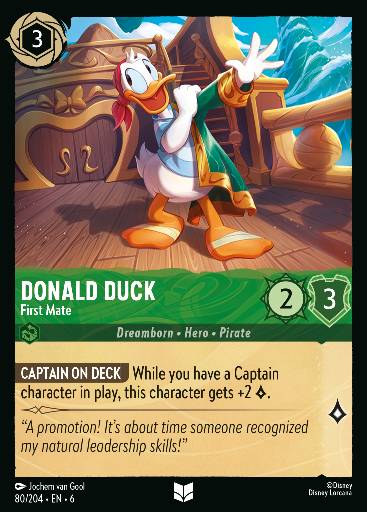 3
DONALD DUCK
First Mate
2 3
Dreamborn • Hero • Pirate
CAPTAIN ON DECK While you have a Captain
character in play, this character gets +2 ◊.
“A promotion! It’s about time someone recognized
my natural leadership skills!”
Jochem van Gool
80/204 • EN • 6
©Disney
Disney Lorcana